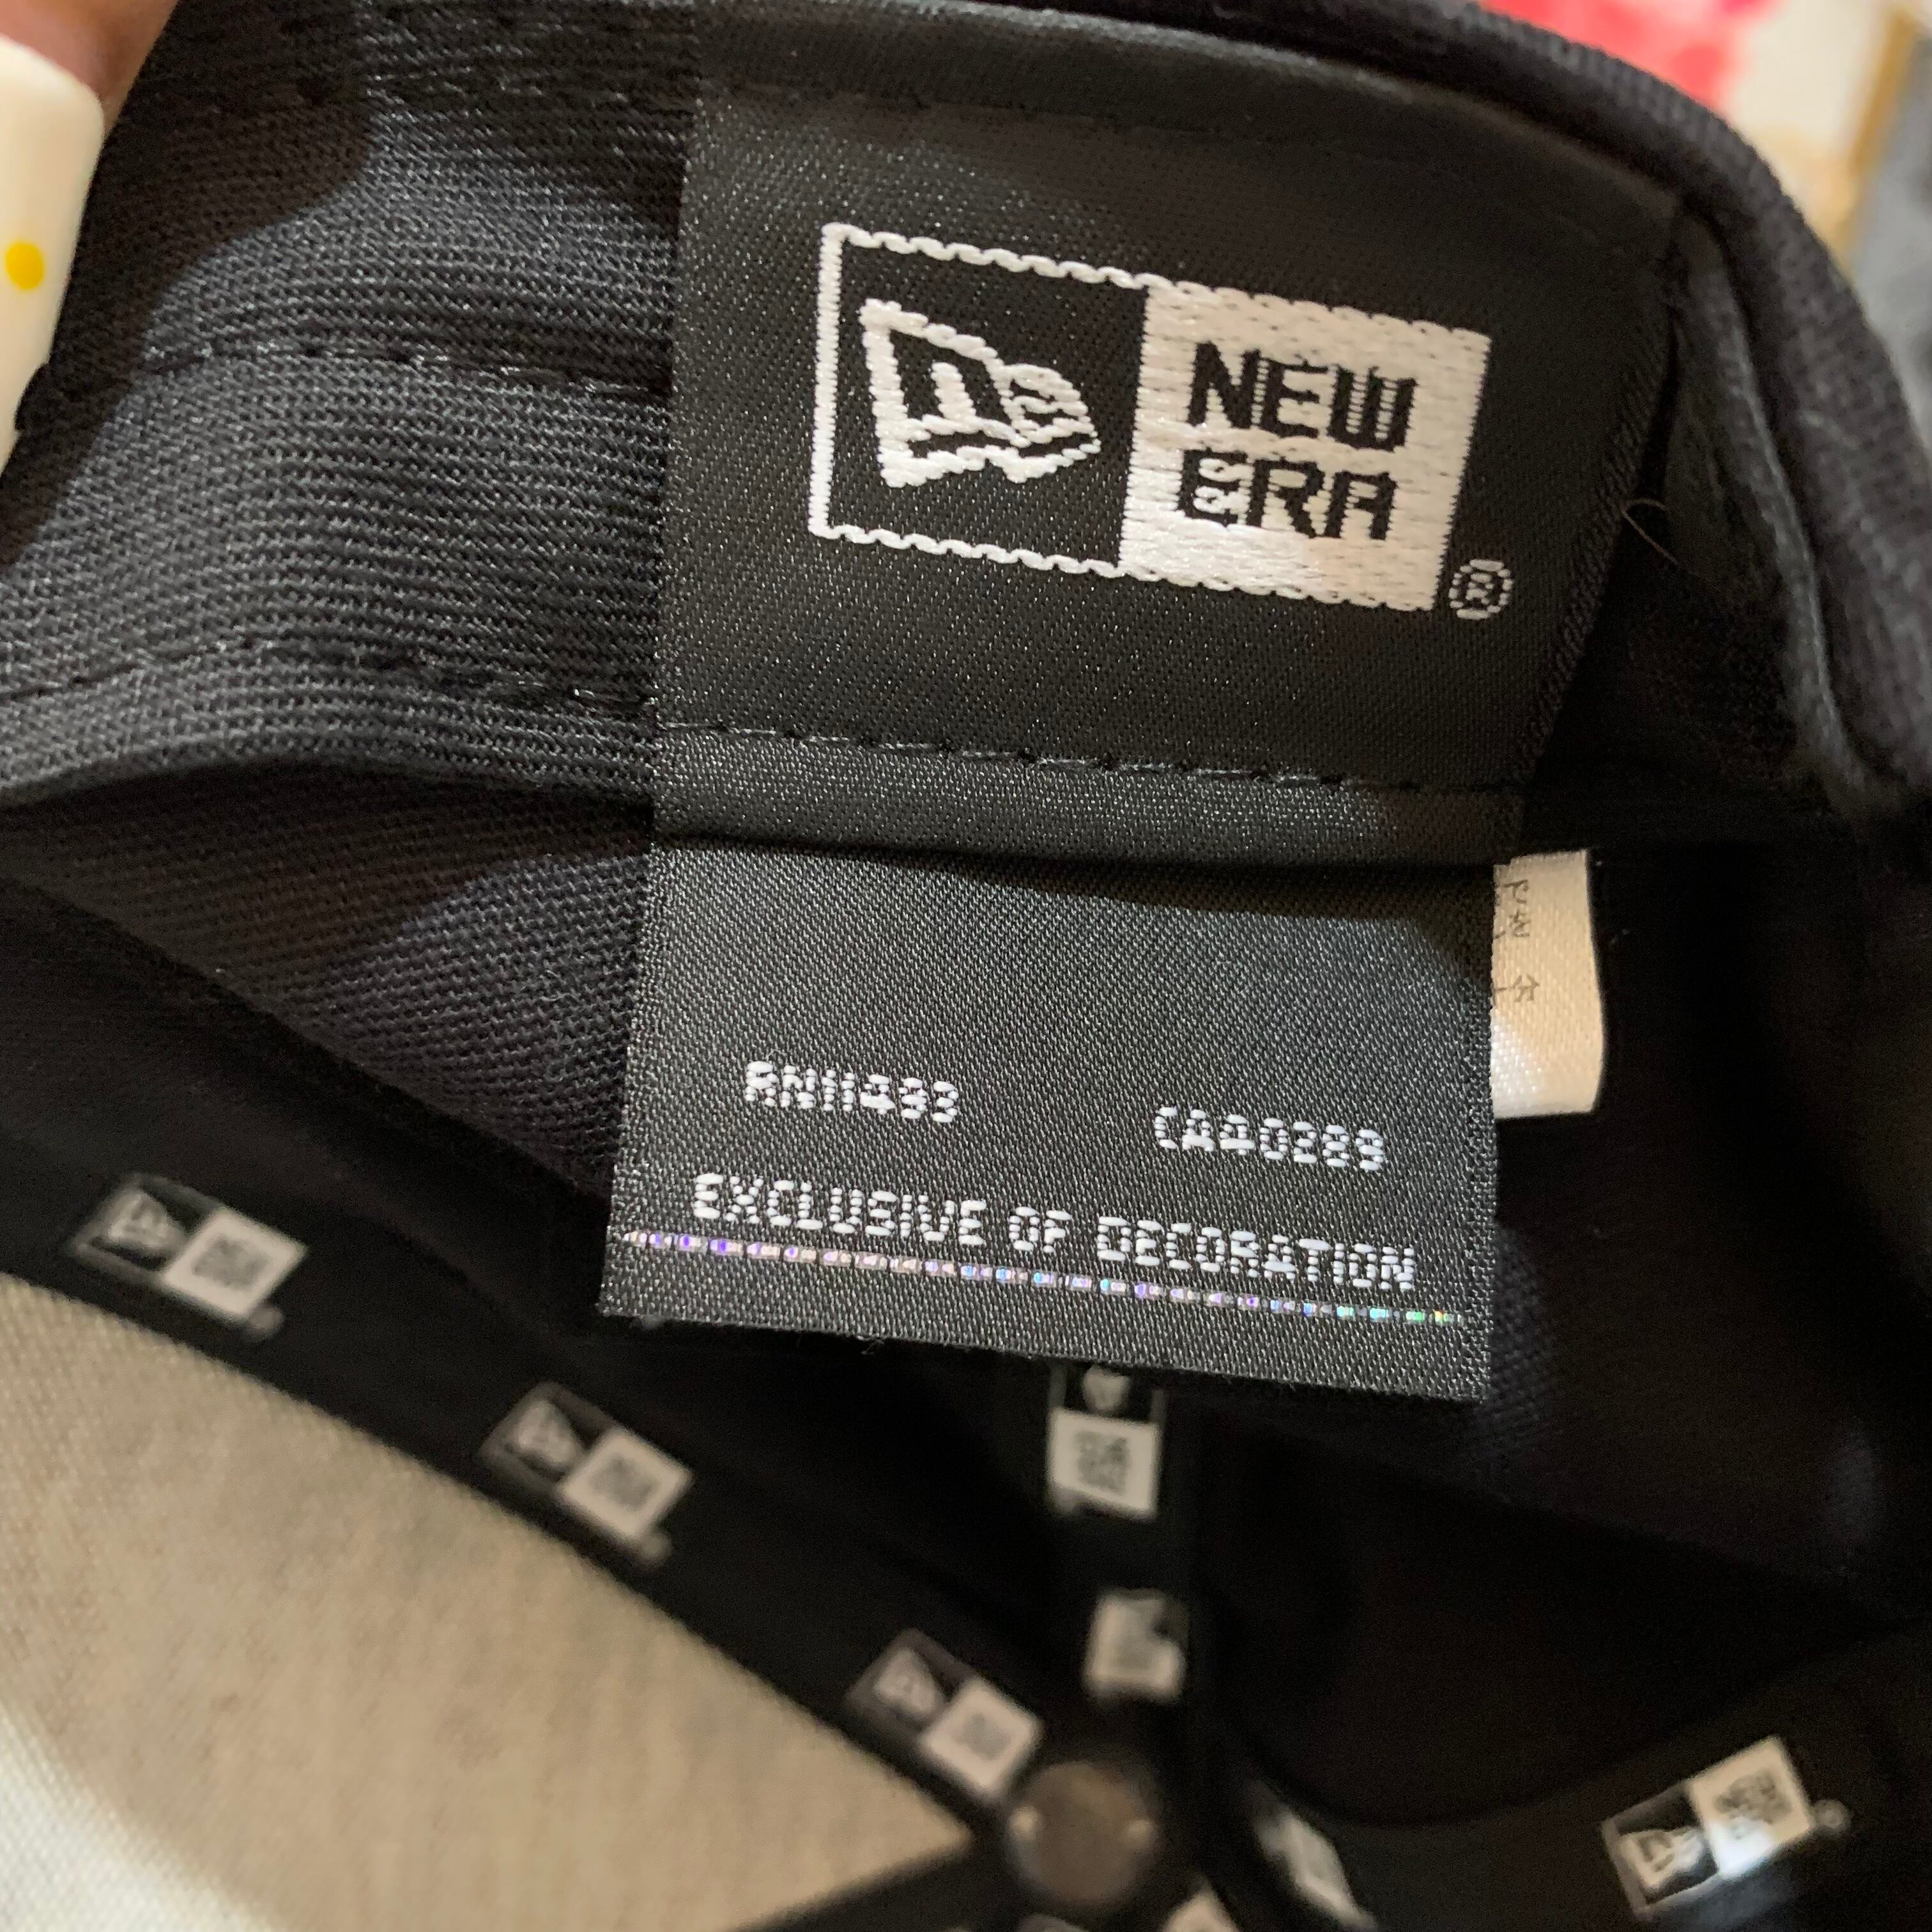 NEW
ERA
®
RN11493 CA40289
EXCLUSIVE OF DECORATION